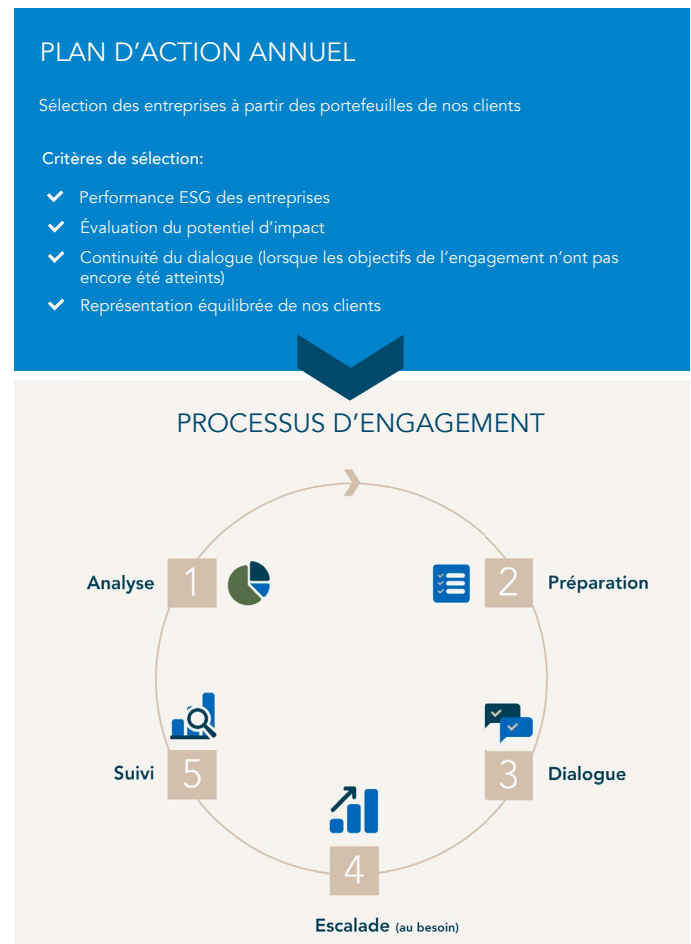 PLAN D'ACTION ANNUEL
Sélection des entreprises à partir des portefeuilles de nos clients
Critères de sélection:
Performance ESG des entreprises
Évaluation du potentiel d'impact
Continuité du dialogue (lorsque les objectifs de l'engagement n'ont pas
encore été atteints)
Représentation équilibrée de nos clients
PROCESSUS D'ENGAGEMENT
Analyse 1
2 Préparation
Suivi 5
3 Dialogue
4
Escalade (au besoin)